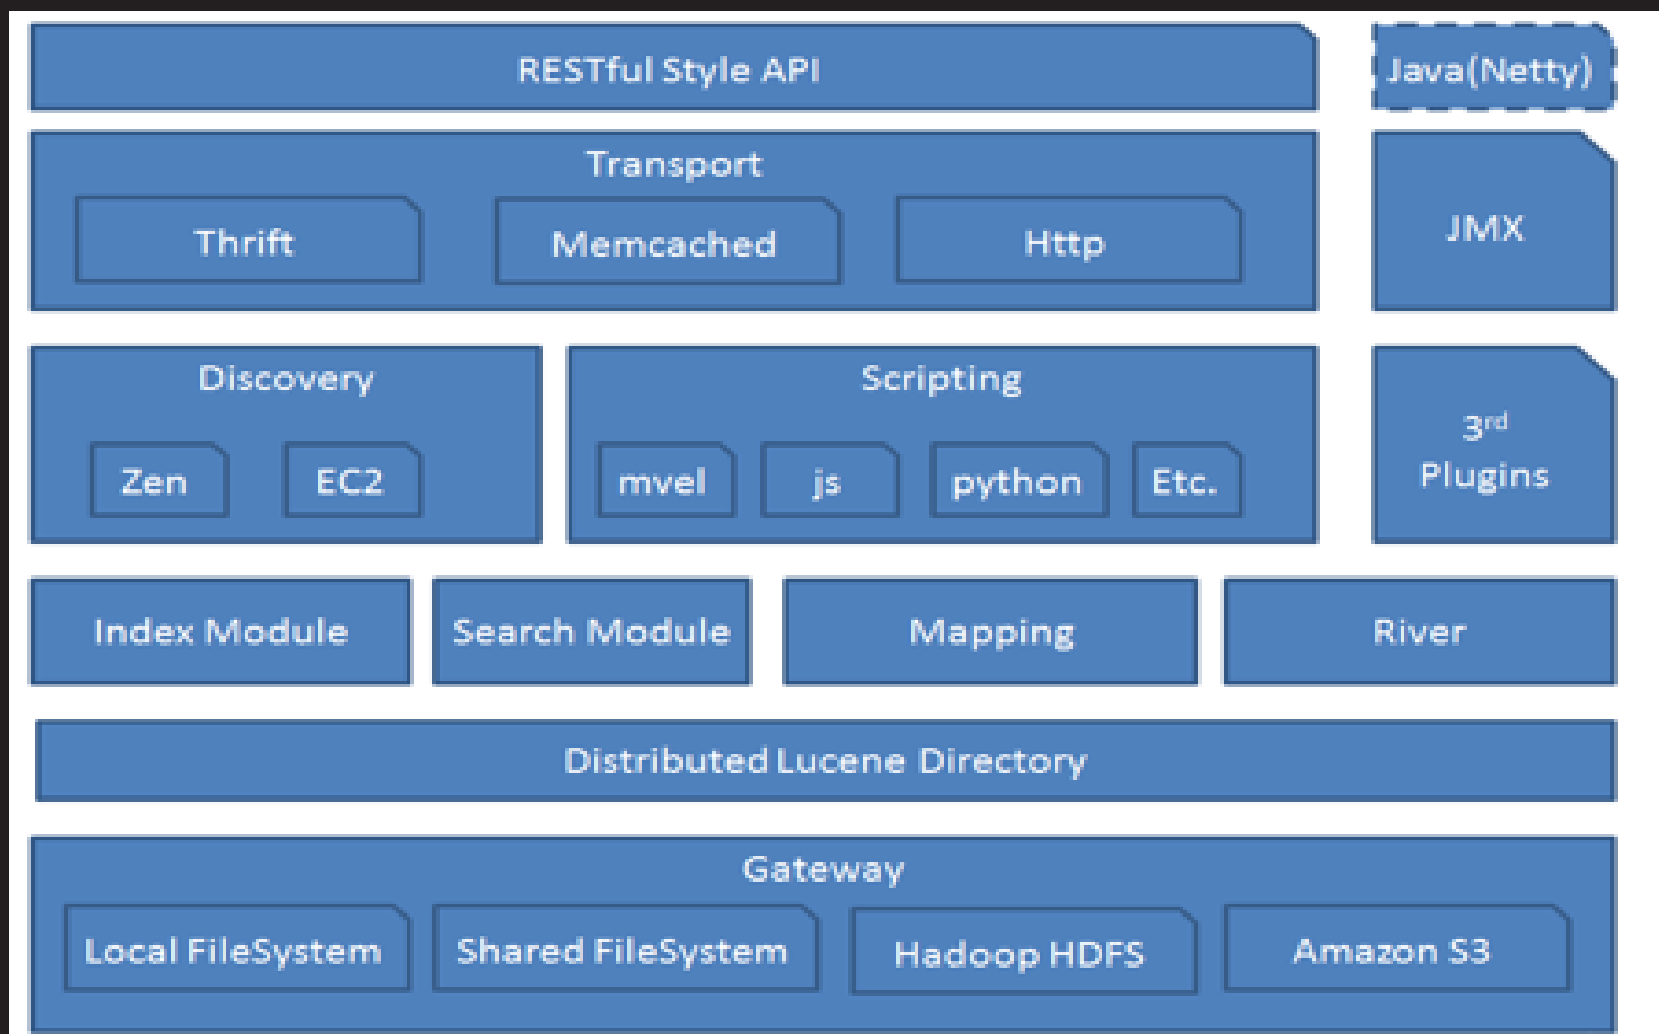 RESTful Style API
Java(Netty)
Transport
Thrift
Memcached
Http
JMX
Discovery
Zen
EC2
Scripting
mvel
js
python
Etc.
3rd
Plugins
Index Module
Search Module
Mapping
River
Distributed Lucene Directory
Gateway
Local FileSystem
Shared FileSystem
Hadoop HDFS
Amazon S3